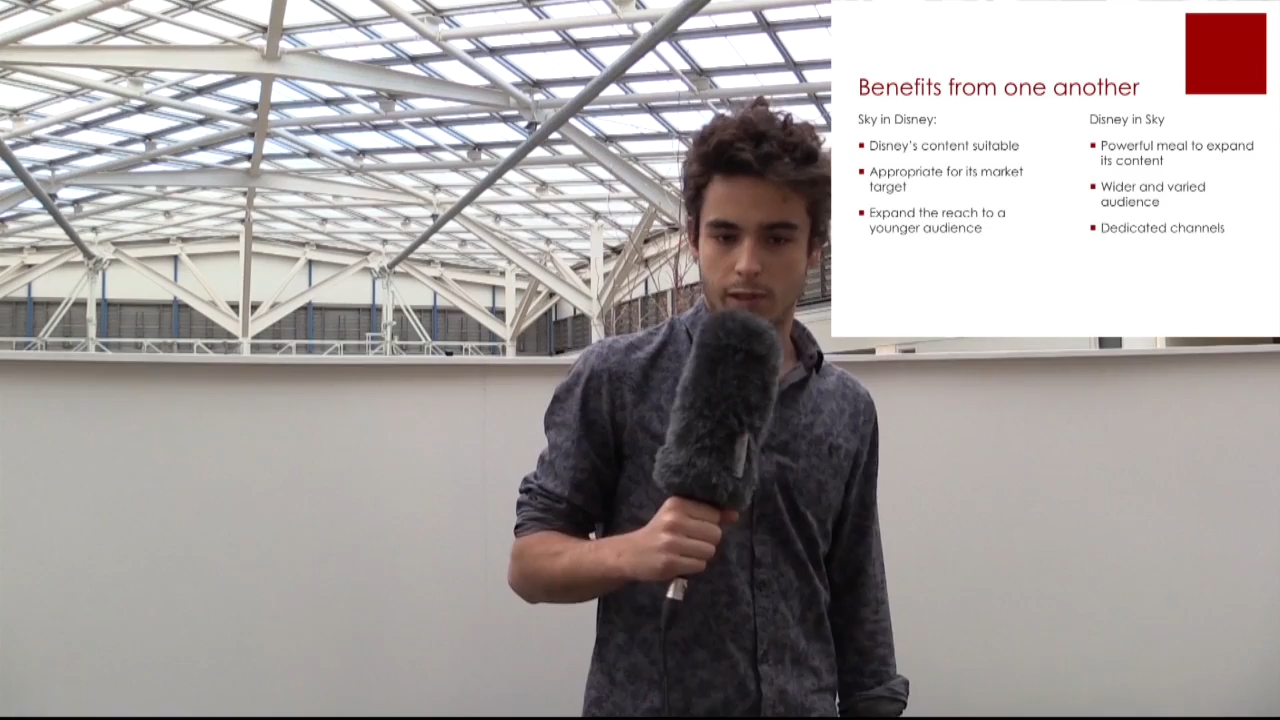 Benefits from one another
Sky in Disney:
Disney's content suitable
Appropriate for its market
target
Expand the reach to a
younger audience
Disney in Sky
Powerful meal to expand
its content
Wider and varied
audience
Dedicated channels